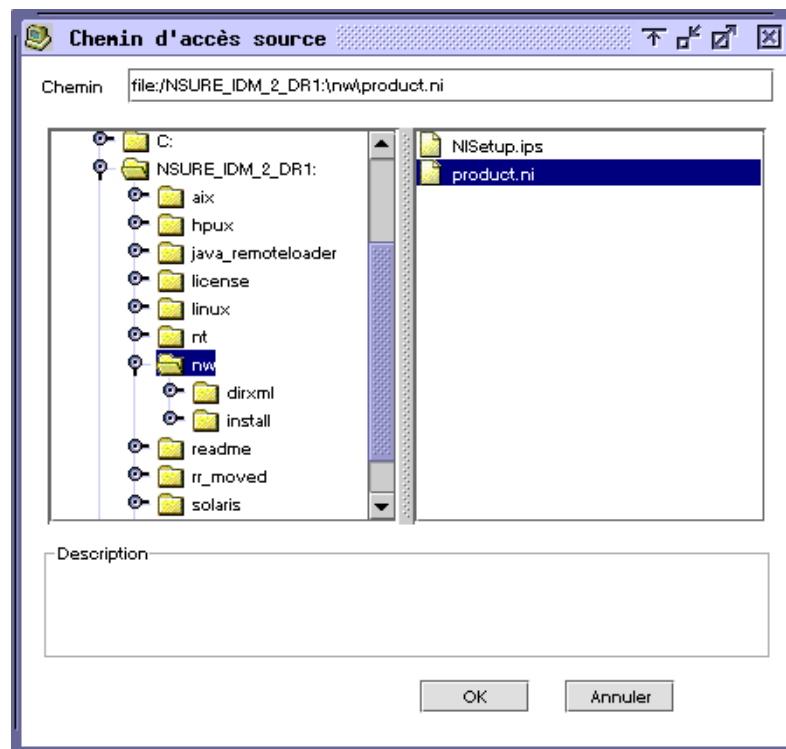 Chemin d'accès source
Chemin file:/NSURE_IDM_2_DR1:\nw\product.ni
C:
NSURE_IDM_2_DR1:
aix
hpux
java_remoteloader
license
linux
nt
nw
dirxml
install
readme
rr_moved
solaris
NISetup.ips
product.ni
Description
OK Annuler